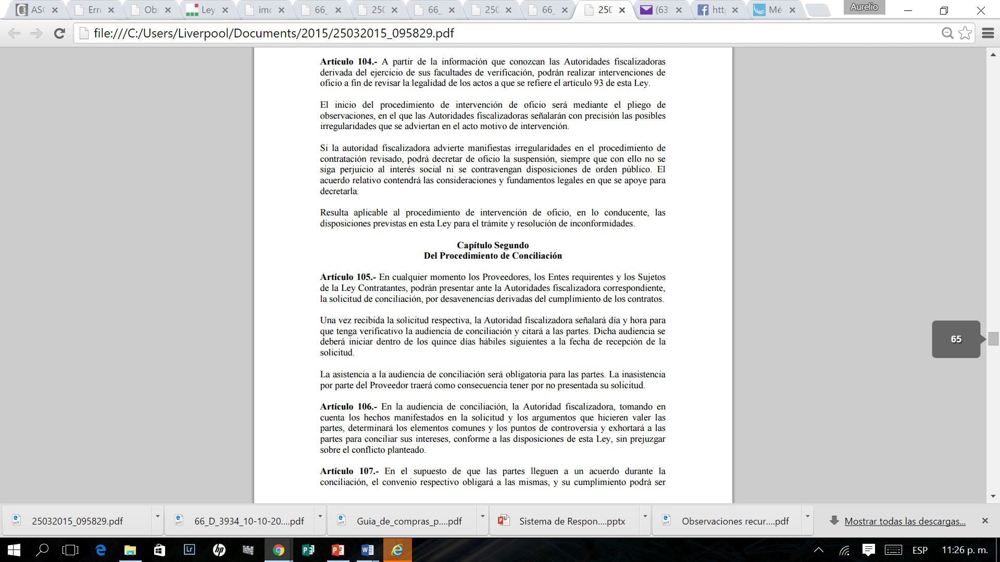 ASC
Erro
Obs
Ley
imo
66_
250
66_
250
66_
250
(63
htt
Mé
Aurelio
file:///C:/Users/Liverpool/Documents/2015/25032015_095829.pdf
Artículo 104.- A partir de la información que conozcan las Autoridades fiscalizadoras
derivada del ejercicio de sus facultades de verificación, podrán realizar intervenciones de
oficio a fin de revisar la legalidad de los actos a que se refiere el artículo 93 de esta Ley.
El inicio del procedimiento de intervención de oficio será mediante el pliego de
observaciones, en el que las Autoridades fiscalizadoras señalarán con precisión las posibles
irregularidades que se adviertan en el acto motivo de intervención.
Si la autoridad fiscalizadora advierte manifiestas irregularidades en el procedimiento de
contratación revisado, podrá decretar de oficio la suspensión, siempre que con ello no se
siga perjuicio al interés social ni se contravengan disposiciones de orden público. El
acuerdo relativo contendrá las consideraciones y fundamentos legales en que se apoye para
decretarla.
Resulta aplicable al procedimiento de intervención de oficio, en lo conducente, las
disposiciones previstas en esta Ley para el trámite y resolución de inconformidades.
Capítulo Segundo
Del Procedimiento de Conciliación
Artículo 105.- En cualquier momento los Proveedores, los Entes requirentes y los Sujetos
de la Ley Contratantes, podrán presentar ante la Autoridades fiscalizadora correspondiente,
la solicitud de conciliación, por desavenencias derivadas del cumplimiento de los contratos.
Una vez recibida la solicitud respectiva, la Autoridad fiscalizadora señalará día y hora para
que tenga verificativo la audiencia de conciliación y citará a las partes. Dicha audiencia se
deberá iniciar dentro de los quince días hábiles siguientes a la fecha de recepción de la
solicitud.
La asistencia a la audiencia de conciliación será obligatoria para las partes. La inasistencia
por parte del Proveedor traerá como consecuencia tener por no presentada su solicitud.
Artículo 106.- En la audiencia de conciliación, la Autoridad fiscalizadora, tomando en
cuenta los hechos manifestados en la solicitud y los argumentos que hicieren valer las
partes, determinará los elementos comunes y los puntos de controversia y exhortará a las
partes para conciliar sus intereses, conforme a las disposiciones de esta Ley, sin prejuzgar
sobre el conflicto planteado.
Artículo 107.- En el supuesto de que las partes lleguen a un acuerdo durante la
conciliación, el convenio respectivo obligará a las mismas, y su cumplimiento podrá ser
65
25032015_095829.pdf
66_D_3934_10-10-20....pdf
Guia_de_compras_p....pdf
Sistema de Respon....pptx
Observaciones recur....pdf
Mostrar todas las descargas...
Lr
hp
ESP
11:26 p. m.